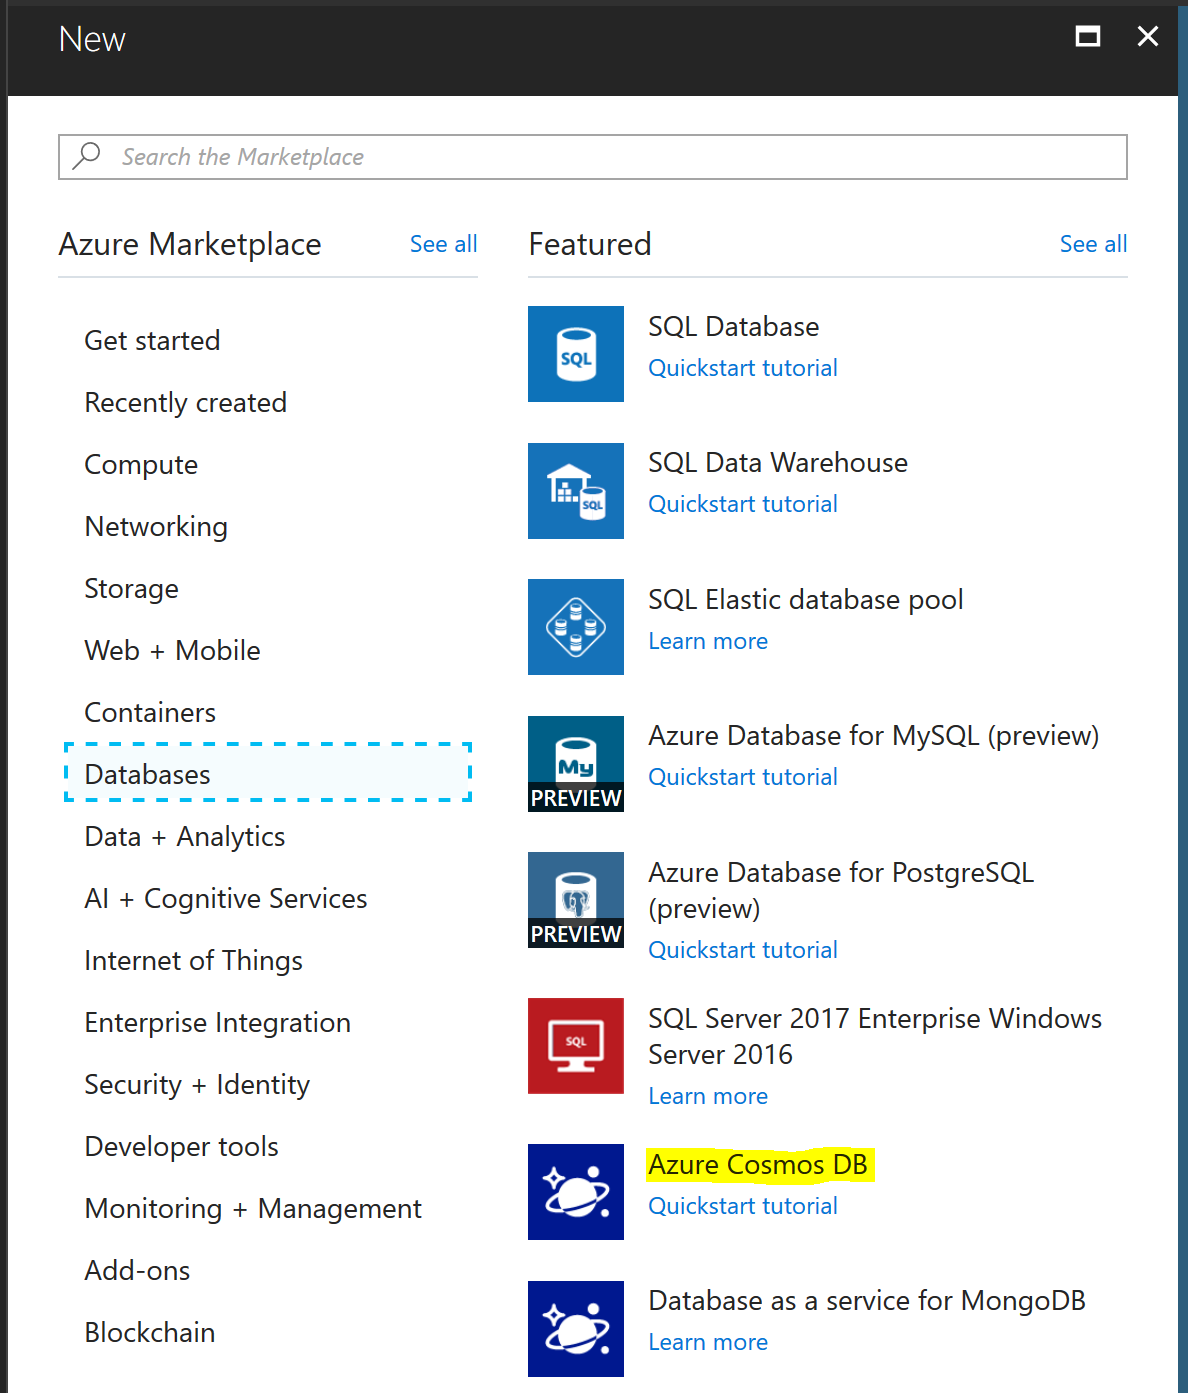 New
Search the Marketplace
Azure Marketplace
See all
Get started
Recently created
Compute
Networking
Storage
Web + Mobile
Containers
Databases
Data + Analytics
AI + Cognitive Services
Internet of Things
Enterprise Integration
Security + Identity
Developer tools
Monitoring + Management
Add-ons
Blockchain
Featured
See all
SQL
SQL Database
Quickstart tutorial
SQL
SQL Data Warehouse
Quickstart tutorial
SQL Elastic database pool
Learn more
My
PREVIEW
Azure Database for MySQL (preview)
Quickstart tutorial
PREVIEW
Azure Database for PostgreSQL
(preview)
Quickstart tutorial
SQL
SQL Server 2017 Enterprise Windows
Server 2016
Learn more
Azure Cosmos DB
Quickstart tutorial
Database as a service for MongoDB
Learn more